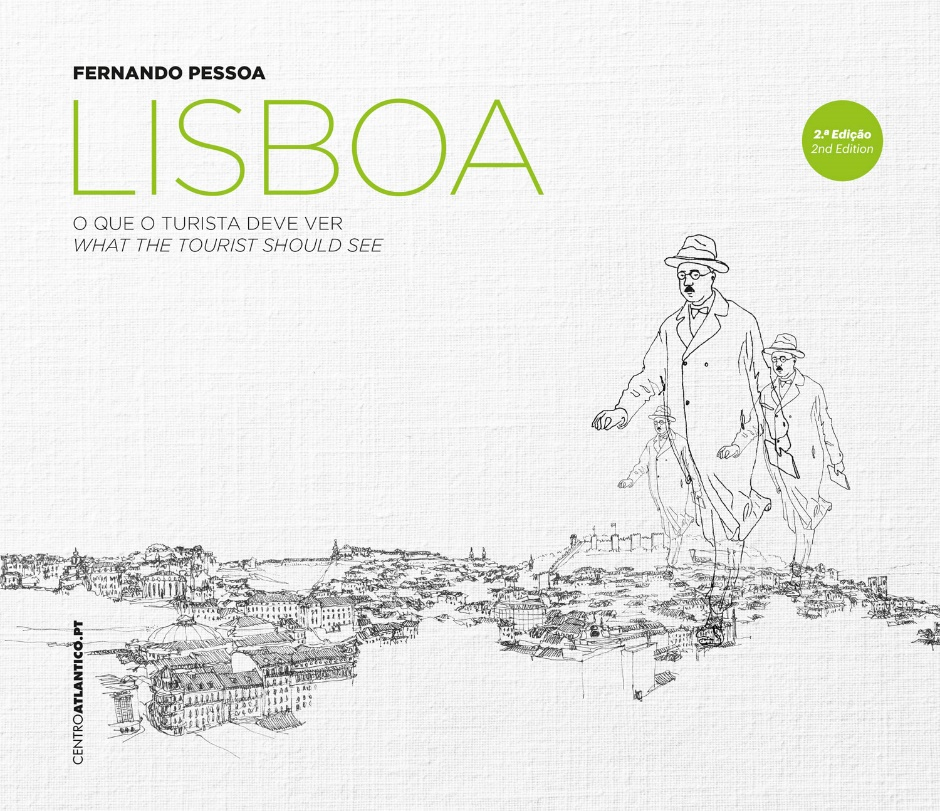 FERNANDO PESSOA
LISBOA
2.ª Edição
2nd Edition
O QUE O TURISTA DEVE VER
WHAT THE TOURIST SHOULD SEE
CENTROATLANTICO.PT